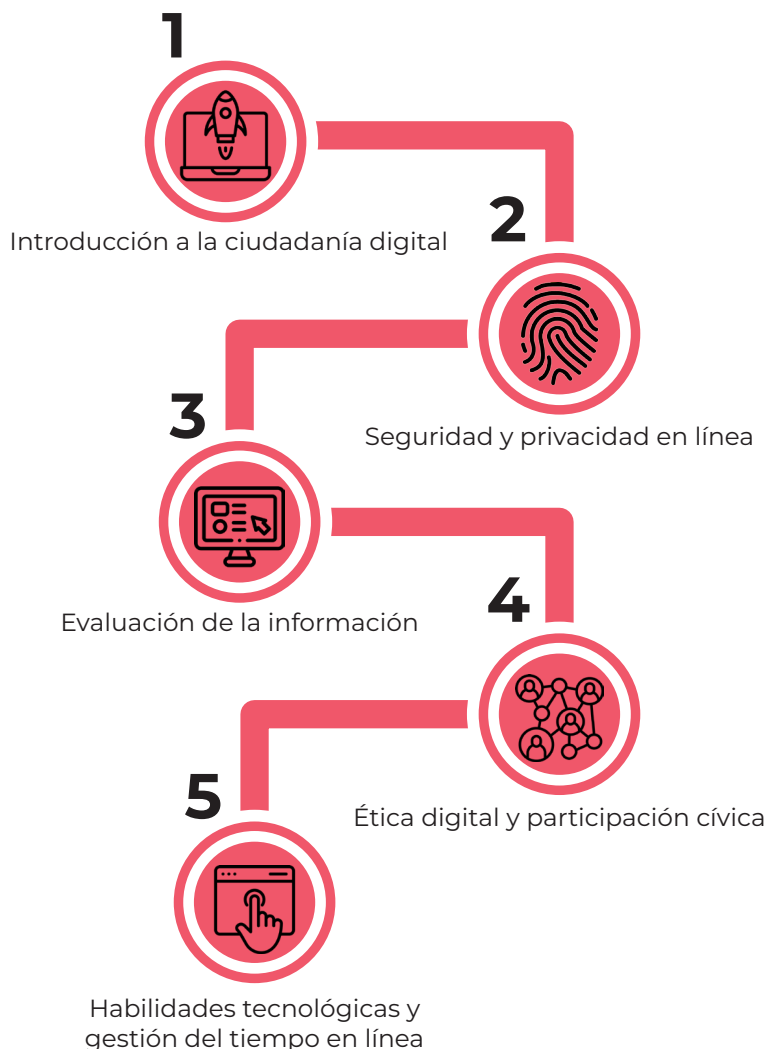 1
Introducción a la ciudadanía digital
2
Seguridad y privacidad en línea
3
Evaluación de la información
4
Ética digital y participación cívica
5
Habilidades tecnológicas y
gestión del tiempo en línea